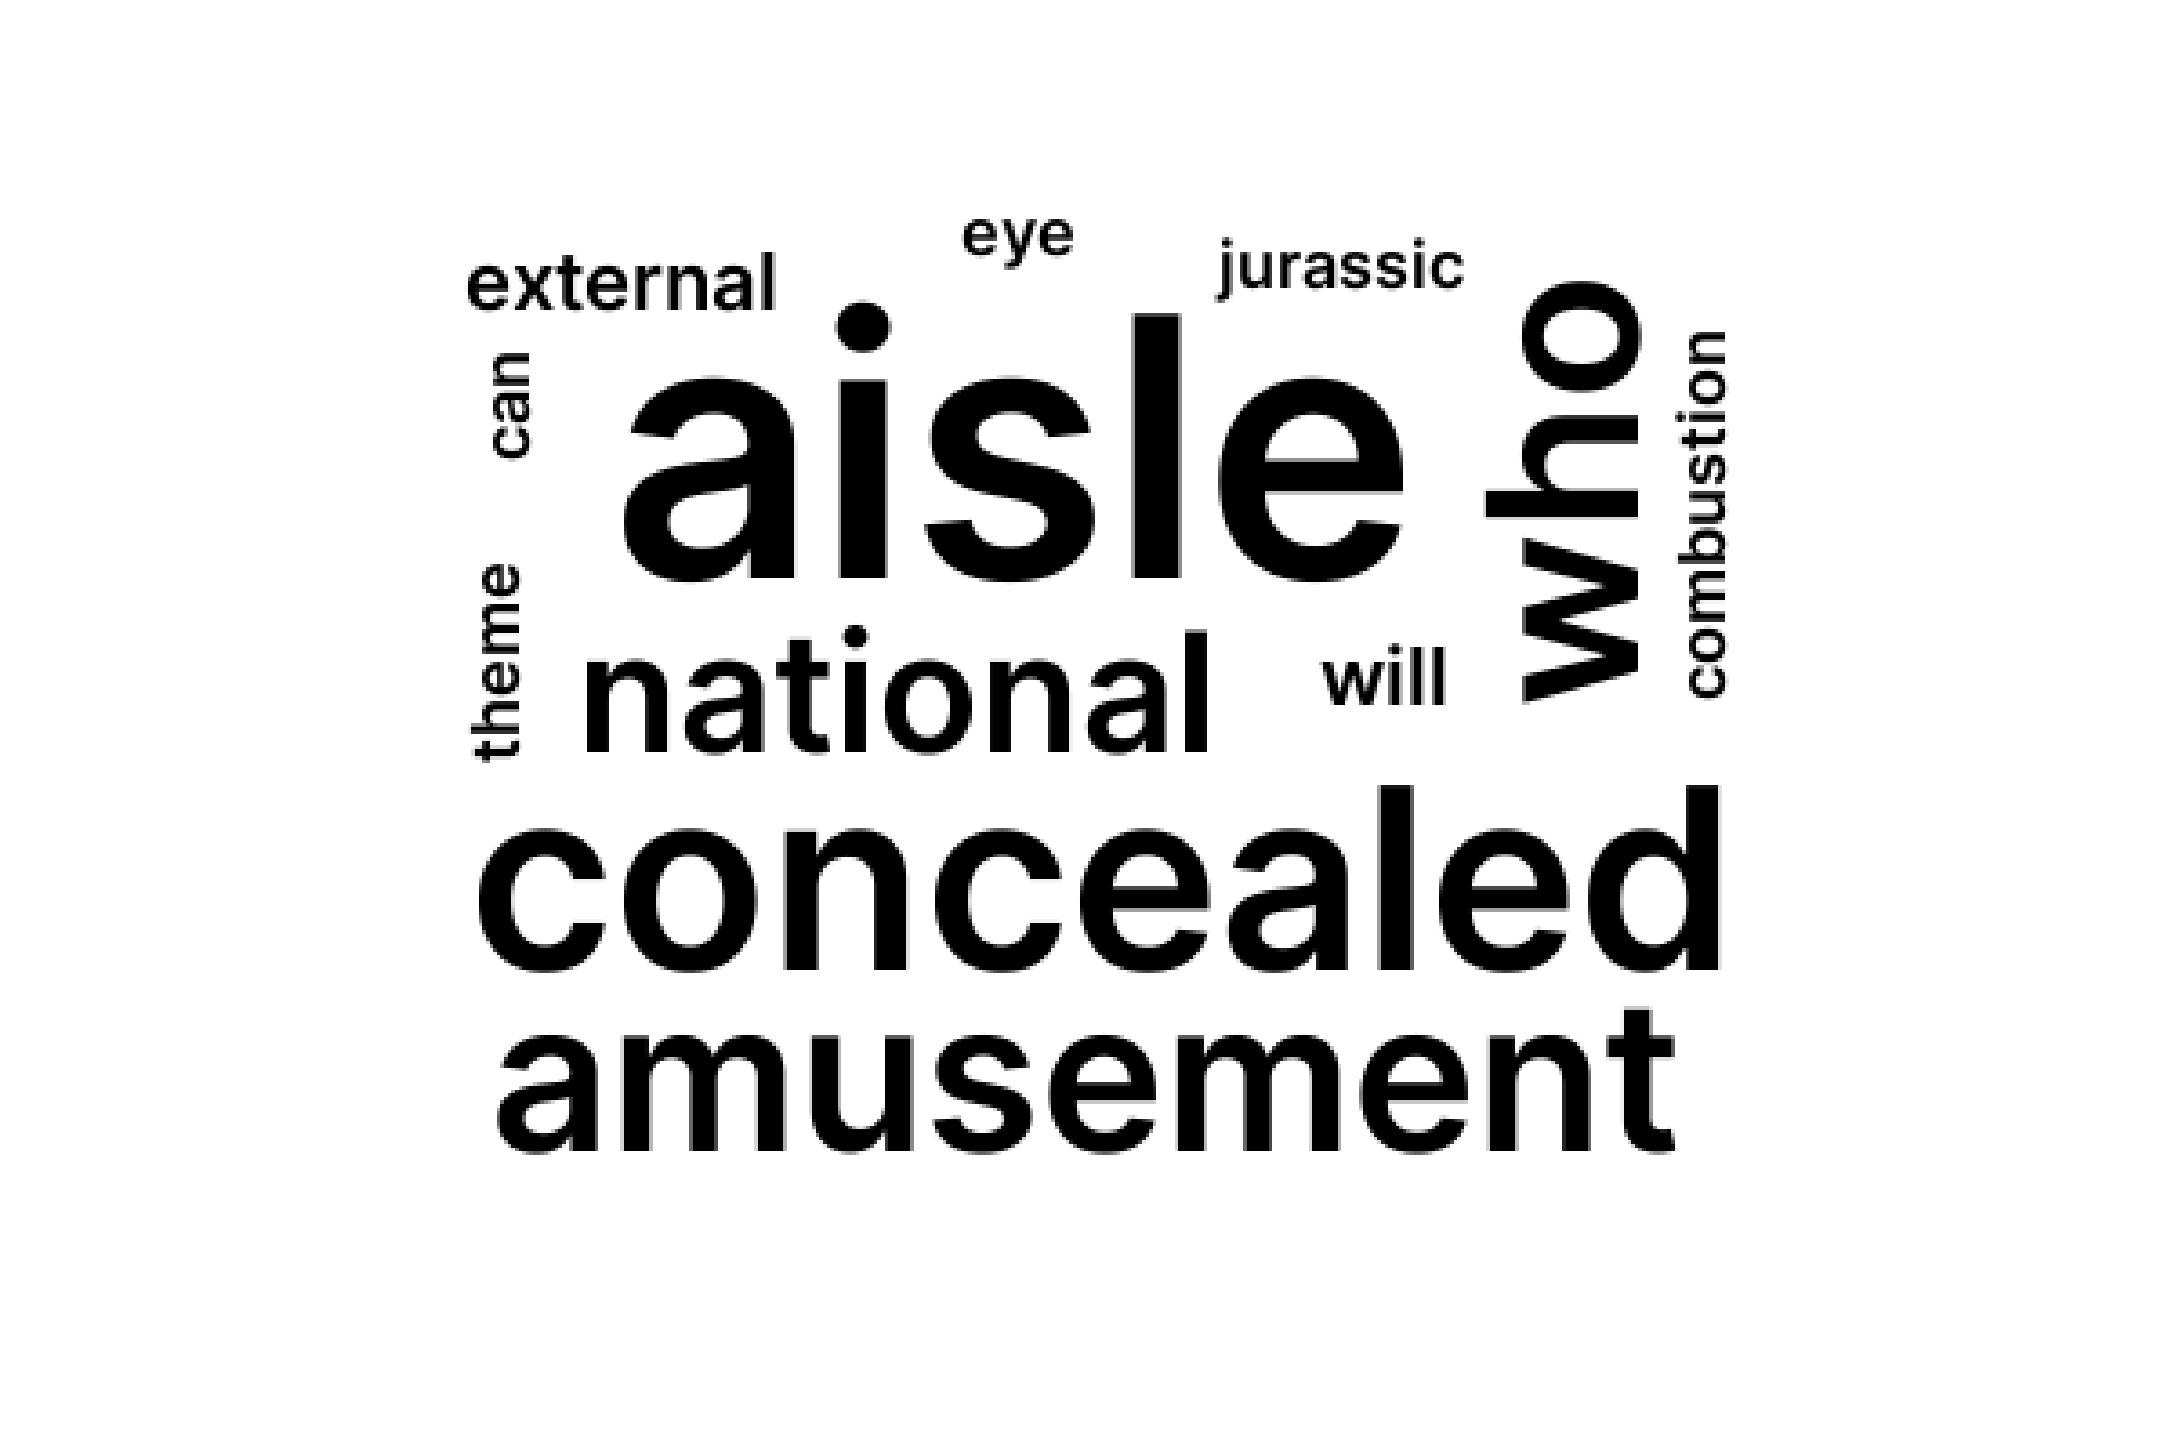 eye
external
jurassic
can
aisle
who
combustion
theme
national
will
concealed
amusement